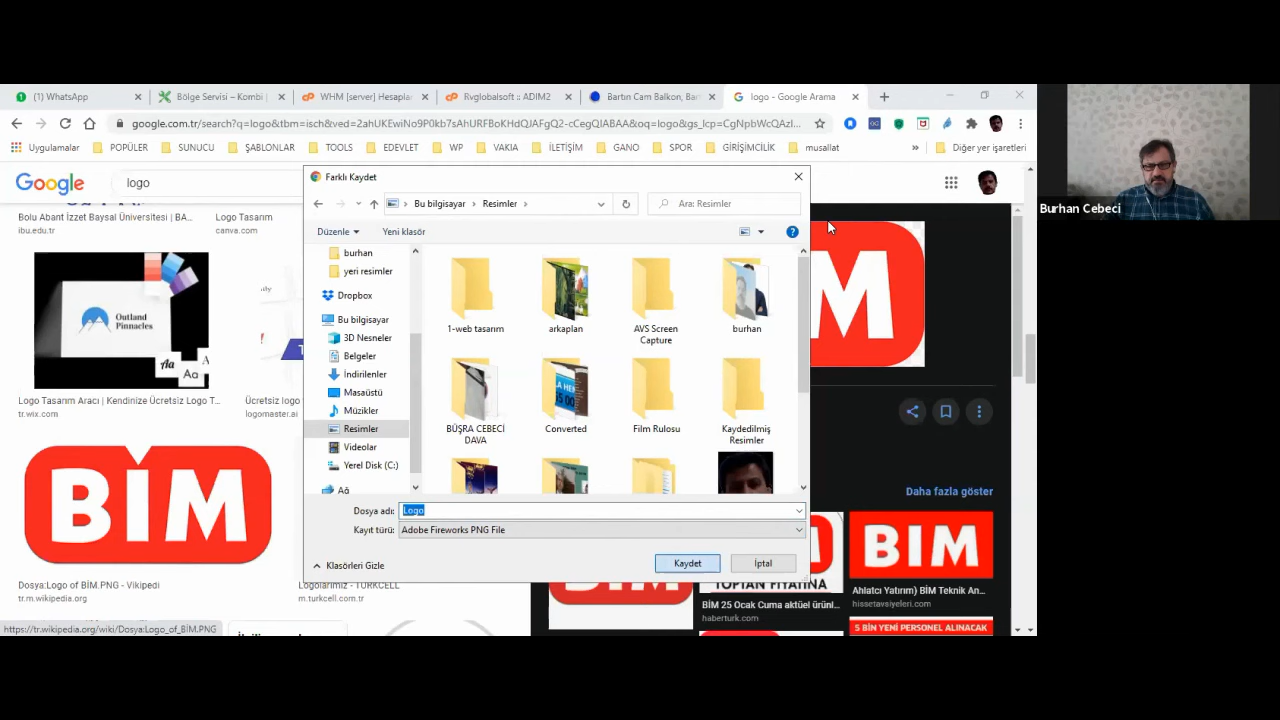 (1) WhatsApp
Bölge Servisi – Kombi |
WHM [server] Hesapla
Rvglobalsoft :: ADIM2
Bartın Cam Balkon, Bar
logo - Google Arama
google.com.tr/search?q=logo&tbm=isch&ved=2ahUKEwiNo9P0kb7sAhURFBoKHdQJAFgQ2-cCegQIABAA&oq=logo&gs_lcp=CgNpbWcQAzI...
Uygulamalar
POPÜLER
SUNUCU
ŞABLONLAR
TOOLS
EDEVLET
WP
VAKIA
İLETİŞİM
GANO
SPOR
GİRİŞİMCİLİK
musallat
»
Diğer yer işaretleri
Google
logo
Bolu Abant İzzet Baysal Üniversitesi | BA...
ibu.edu.tr
Logo Tasarım
canva.com
Outland
Pinnacles
Aa
Aa
Logo Tasarım Aracı | Kendinize Ücretsiz Logo T...
tr.wix.com
Ücretsiz logo
logomaster.ai
BİM
Dosya:Logo of BİM.PNG - Vikipedi
tr.m.wikipedia.org
Logolarımız - TURKCELL
m.turkcell.com.tr
https://tr.wikipedia.org/wiki/Dosya:Logo_of_BİM.PNG
Farklı Kaydet
Bu bilgisayar
Resimler
Ara: Resimler
Düzenle
Yeni klasör
burhan
yeri resimler
Dropbox
Bu bilgisayar
3D Nesneler
Belgeler
İndirilenler
Masaüstü
Müzikler
Resimler
Videolar
Yerel Disk (C:)
Ağ
1-web tasarım
arkaplan
AVS Screen
Capture
burhan
BÜŞRA CEBECİ
DAVA
Converted
Film Rulosu
Kaydedilmiş
Resimler
Dosya adı:
Logo
Kayıt türü:
Adobe Fireworks PNG File
Klasörleri Gizle
Kaydet
İptal
M
Daha fazla göster
TOPTAN FİYATINA
BİM 25 Ocak Cuma aktüel ürünl...
haberturk.com
BIM
Ahlatcı Yatırım) BİM Teknik An...
hissetavsiyeleri.com
5 BİN YENİ PERSONEL ALINACAK
Burhan Cebeci